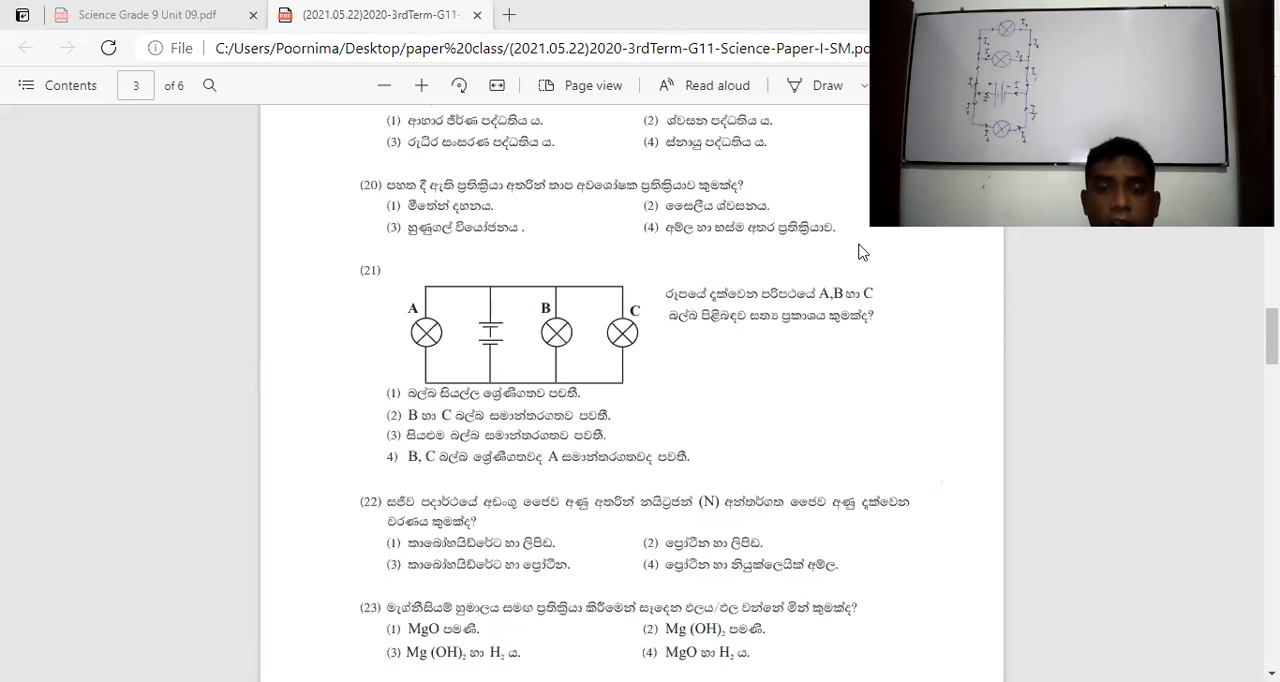 Science Grade 9 Unit 09.pdf
(2021.05.22)2020-3rdTerm-G11-
File
C:/Users/Poornima/Desktop/paper%20class/(2021.05.22)2020-3rdTerm-G11-Science-Paper-I-SM.pd
Contents 3 of 6 Page view Read aloud Draw
(1) ආහාර ජීර්ණ පද්ධතිය ය. (2) ශ්වසන පද්ධතිය ය.
(3) රුධිර සංසරණ පද්ධතිය ය. (4) ස්නායු පද්ධතිය ය.
(20) පහත දී ඇති ප්‍රතික්‍රියා අතරින් තාප අවශෝෂක ප්‍රතික්‍රියාව කුමක්ද?
(1) මීතේන් දහනය. (2) සෛලීය ශ්වසනය.
(3) හුණුගල් වියෝජනය . (4) අම්ල හා භස්ම අතර ප්‍රතික්‍රියාව.
(21)
A B C
රූපයේ දැක්වෙන පරිපථයේ A,B හා C
බල්බ පිළිබඳව සත්‍ය ප්‍රකාශය කුමක්ද?
(1) බල්බ සියල්ල ශ්‍රේණිගතව පවතී.
(2) B හා C බල්බ සමාන්තරගතව පවතී.
(3) සියළුම බල්බ සමාන්තරගතව පවතී.
4) B, C බල්බ ශ්‍රේණිගතවද A සමාන්තරගතවද පවතී.
(22) සජීව පදාර්ථයේ අඩංගු ජෛව අණු අතරින් නයිට්‍රජන් (N) අන්තර්ගත ජෛව අණු දැක්වෙන
වරණය කුමක්ද?
(1) කාබෝහයිඩ්රේට හා ලිපිඩ. (2) ප්‍රෝටීන හා ලිපිඩ.
(3) කාබෝහයිඩ්රේට හා ප්‍රෝටීන. (4) ප්‍රෝටීන හා නියුක්ලෙයික් අම්ල.
(23) මැග්නීසියම් හුමාලය සමඟ ප්‍රතික්‍රියා කිරීමෙන් සෑදෙන ඵලය/ඵල වන්නේ මින් කුමක්ද?
(1) MgO පමණි. (2) Mg (OH)₂ පමණි.
(3) Mg (OH)₂ හා H₂ ය. (4) MgO හා H₂ ය.